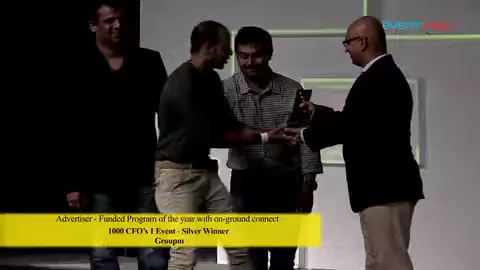 Advertiser - Funded Program of the year with on-ground connect
1000 CFO's 1 Event - Silver Winner
Groupm